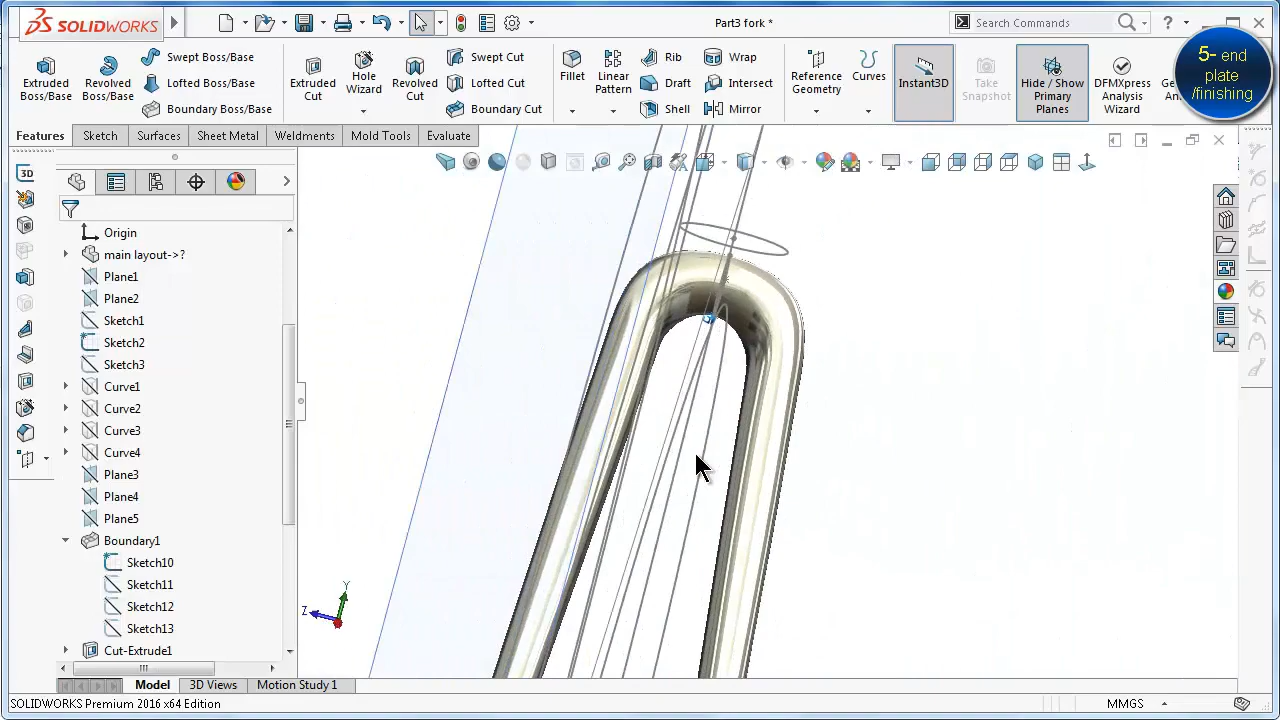 SOLIDWORKS
Part3 fork *
Search Commands
5- end
plate
/finishing
Extruded
Boss/Base
Revolved
Boss/Base
Swept Boss/Base
Lofted Boss/Base
Boundary Boss/Base
Extruded
Cut
Hole
Wizard
Revolved
Cut
Swept Cut
Lofted Cut
Boundary Cut
Fillet
Linear
Pattern
Rib
Draft
Shell
Wrap
Intersect
Mirror
Reference
Geometry
Curves
Instant3D
Take
Snapshot
Hide / Show
Primary
Planes
DFMXpress
Analysis
Wizard
Features
Sketch
Surfaces
Sheet Metal
Weldments
Mold Tools
Evaluate
3D
Origin
main layout->?
Plane1
Plane2
Sketch1
Sketch2
Sketch3
Curve1
Curve2
Curve3
Curve4
Plane3
Plane4
Plane5
Boundary1
Sketch10
Sketch11
Sketch12
Sketch13
Cut-Extrude1
Y
Z
Model
3D Views
Motion Study 1
SOLIDWORKS Premium 2016 x64 Edition
MMGS